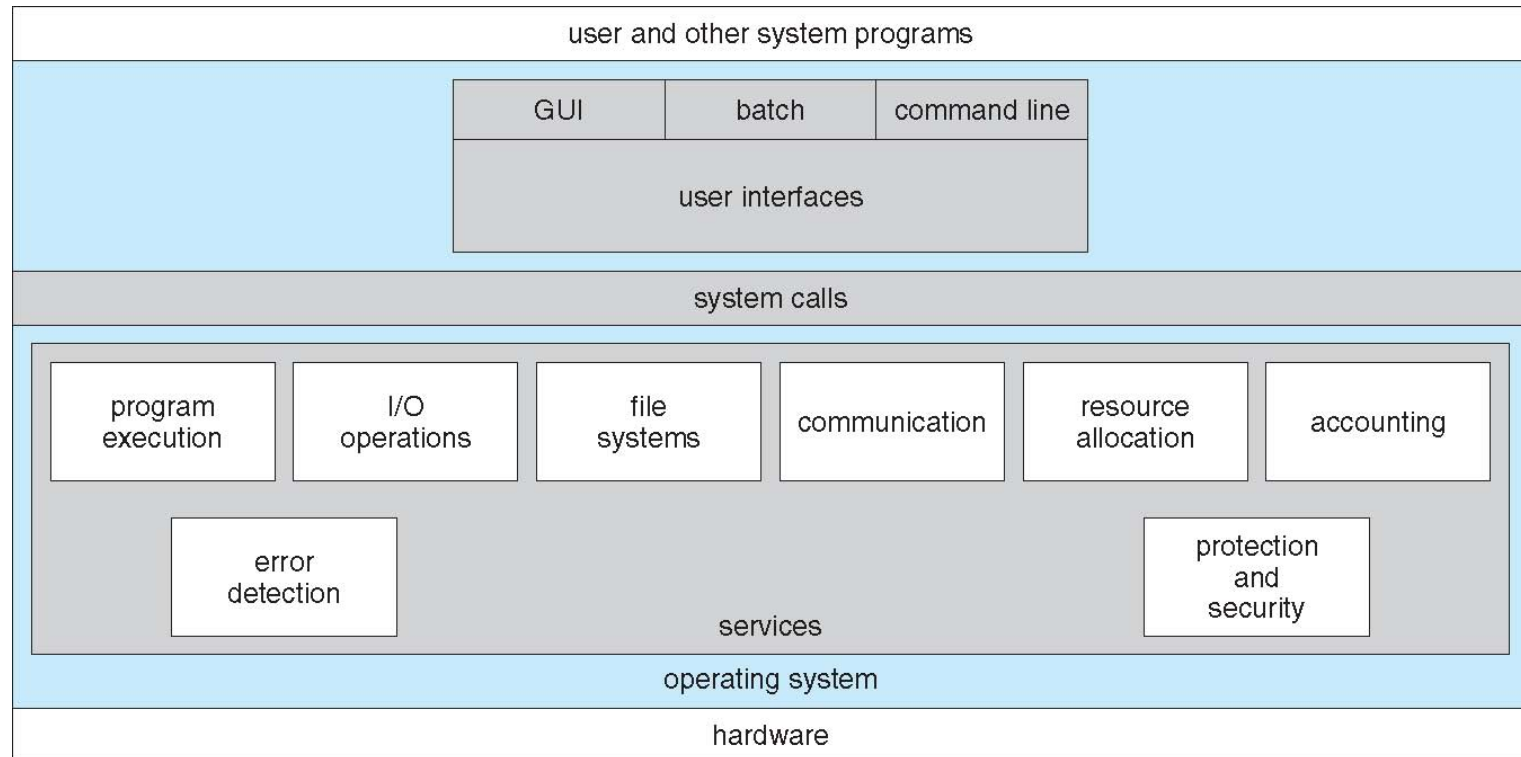 user and other system programs
GUI
batch
command line
user interfaces
system calls
program
execution
I/O
operations
file
systems
communication
resource
allocation
accounting
error
detection
protection
and
security
services
operating system
hardware